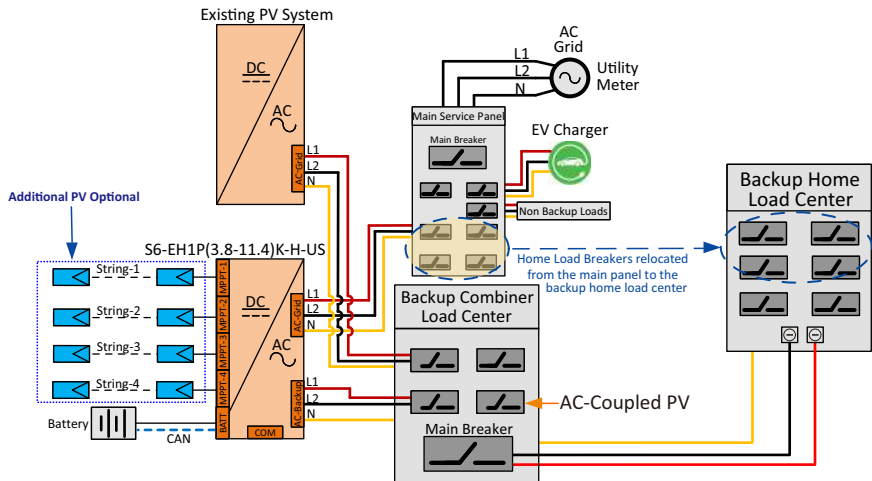 Existing PV System
DC
AC
AC-Grid
L1
L2
N
AC
Grid
L1
L2
N
Utility
Meter
Main Service Panel
Main Breaker
EV Charger
Non Backup Loads
Home Load Breakers relocated
from the main panel to the
backup home load center
Backup Home
Load Center
Additional PV Optional
String-1
String-2
String-3
String-4
S6-EH1P(3.8-11.4)K-H-US
MPPT-1
MPPT-2
MPPT-3
MPPT-4
BATT
DC
AC
COM
AC-Grid
L1
L2
N
AC-Backup
L1
L2
N
Battery
CAN
Backup Combiner
Load Center
AC-Coupled PV
Main Breaker